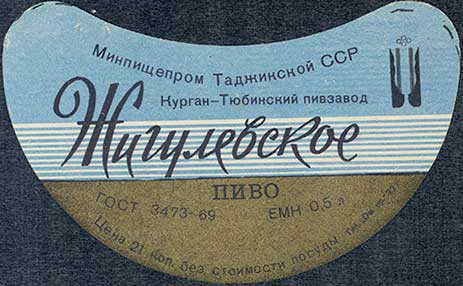 Минпищепром Таджикской ССР
Курган-Тюбинский пивзавод
Жигулевское
ПИВО
ГОСТ 3473-69 ЕМН 0,5 л
Цена 21 коп. без стоимости посуды